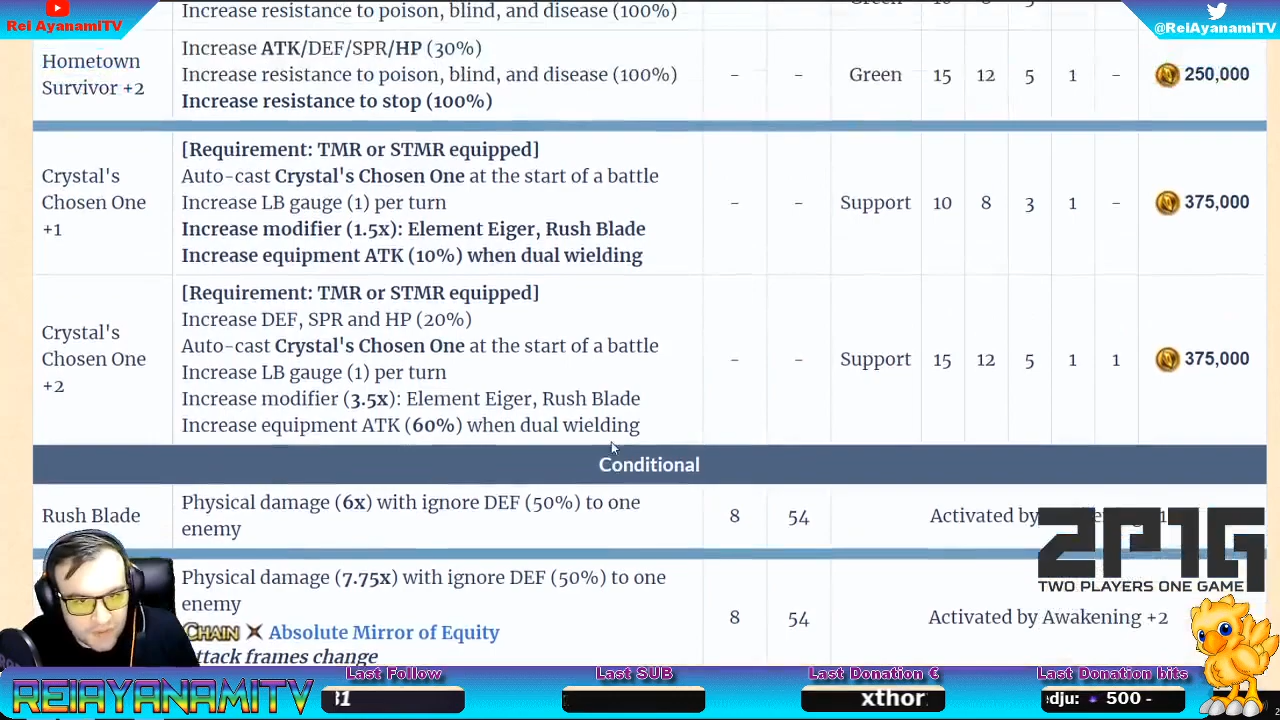 Rei AyanamiTV
@ReiAyanamiTV
Increase resistance to poison, blind, and disease (100%)
Hometown
Survivor +2
Increase ATK/DEF/SPR/HP (30%)
Increase resistance to poison, blind, and disease (100%)
Increase resistance to stop (100%)
- - Green 15 12 5 1 - 250,000
Crystal's
Chosen One
+1
[Requirement: TMR or STMR equipped]
Auto-cast Crystal's Chosen One at the start of a battle
Increase LB gauge (1) per turn
Increase modifier (1.5x): Element Eiger, Rush Blade
Increase equipment ATK (10%) when dual wielding
- - Support 10 8 3 1 - 375,000
Crystal's
Chosen One
+2
[Requirement: TMR or STMR equipped]
Increase DEF, SPR and HP (20%)
Auto-cast Crystal's Chosen One at the start of a battle
Increase LB gauge (1) per turn
Increase modifier (3.5x): Element Eiger, Rush Blade
Increase equipment ATK (60%) when dual wielding
- - Support 15 12 5 1 1 375,000
Conditional
Rush Blade
Physical damage (6x) with ignore DEF (50%) to one
enemy
8 54 Activated by
Physical damage (7.75x) with ignore DEF (50%) to one
enemy
CHAIN Absolute Mirror of Equity
ttack frames change
8 54 Activated by Awakening +2
2P1G
TWO PLAYERS ONE GAME
REIAYANAMITV
Last Follow
Last SUB
Last Donation €
xthor
Last Donation bits
edju: 500 -